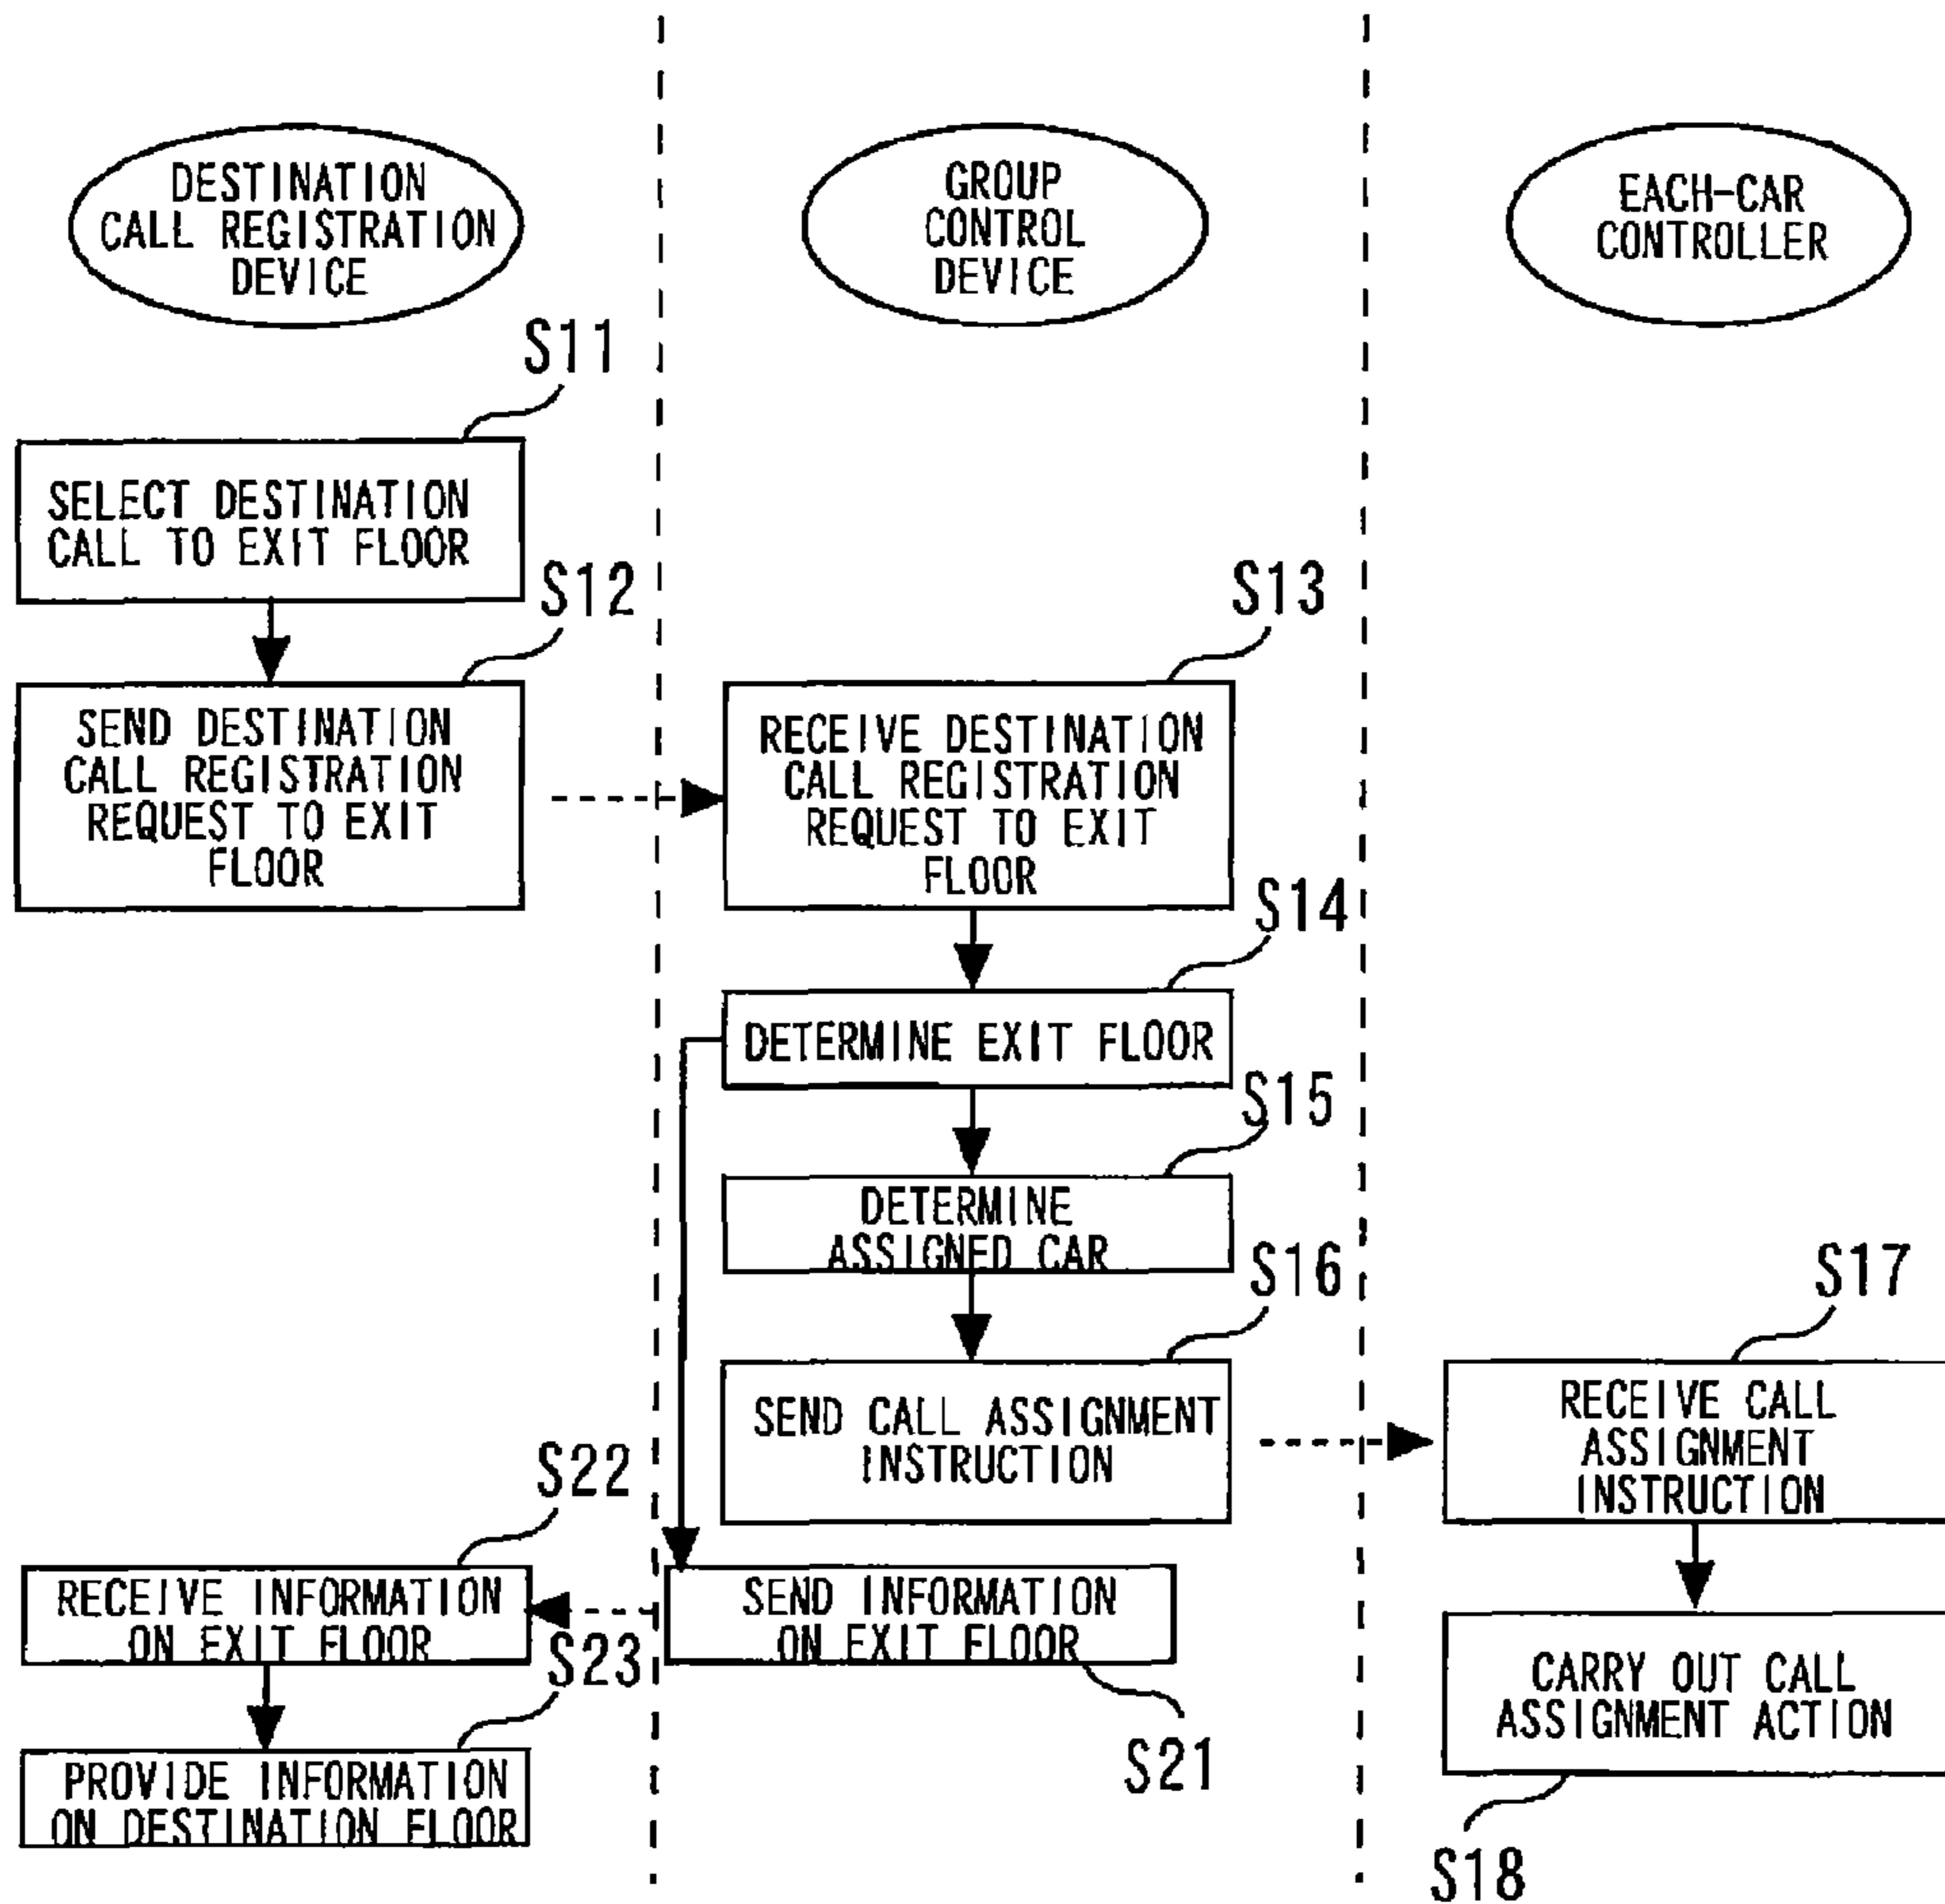 DESTINATION
CALL REGISTRATION
DEVICE
GROUP
CONTROL
DEVICE
EACH-CAR
CONTROLLER
S11
SELECT DESTINATION
CALL TO EXIT FLOOR
S12
SEND DESTINATION
CALL REGISTRATION
REQUEST TO EXIT
FLOOR
S13
RECEIVE DESTINATION
CALL REGISTRATION
REQUEST TO EXIT
FLOOR
S14
DETERMINE EXIT FLOOR
S15
DETERMINE
ASSIGNED CAR
S16
SEND CALL ASSIGNMENT
INSTRUCTION
S17
RECEIVE CALL
ASSIGNMENT
INSTRUCTION
CARRY OUT CALL
ASSIGNMENT ACTION
S18
SEND INFORMATION
ON EXIT FLOOR
S21
S22
RECEIVE INFORMATION
ON EXIT FLOOR
S23
PROVIDE INFORMATION
ON DESTINATION FLOOR